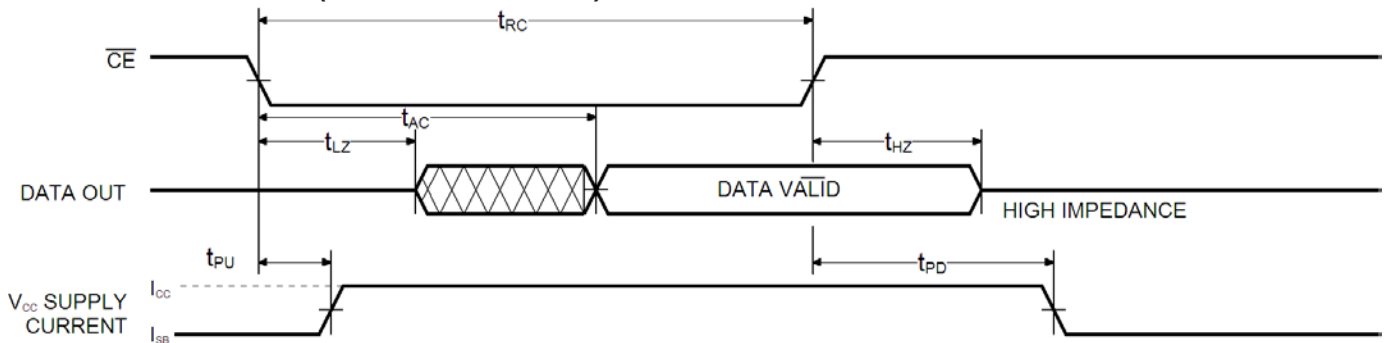 tRC
CE
tAC
tLZ
tHZ
DATA OUT
DATA VALID
HIGH IMPEDANCE
tPU
tPD
ICC
VCC SUPPLY
CURRENT
ISB